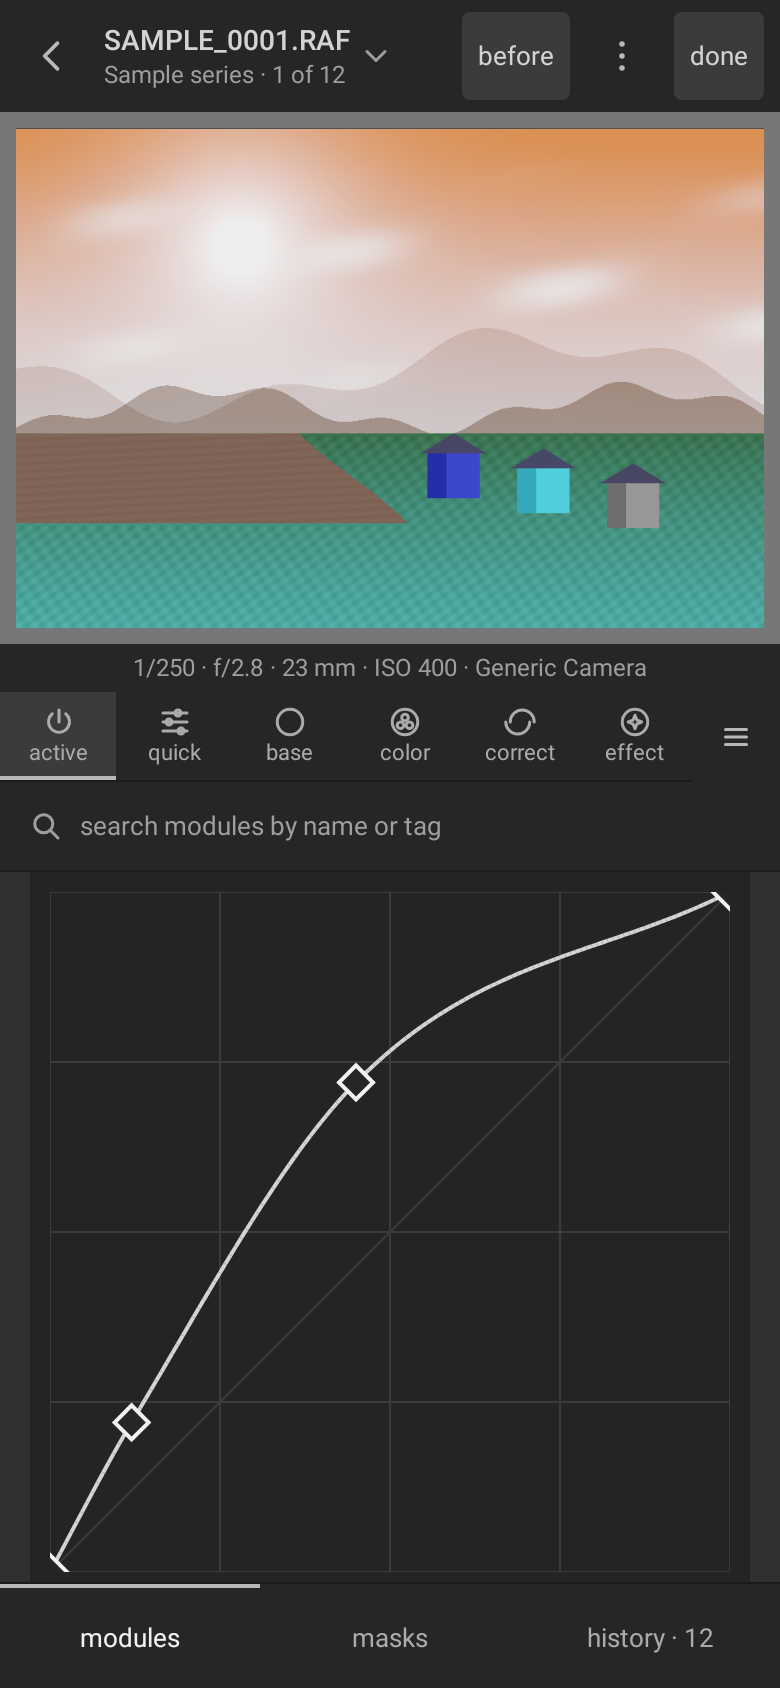 SAMPLE_0001.RAF
Sample series · 1 of 12
before
done
1/250 · f/2.8 · 23 mm · ISO 400 · Generic Camera
active
quick
base
color
correct
effect
search modules by name or tag
modules
masks
history · 12